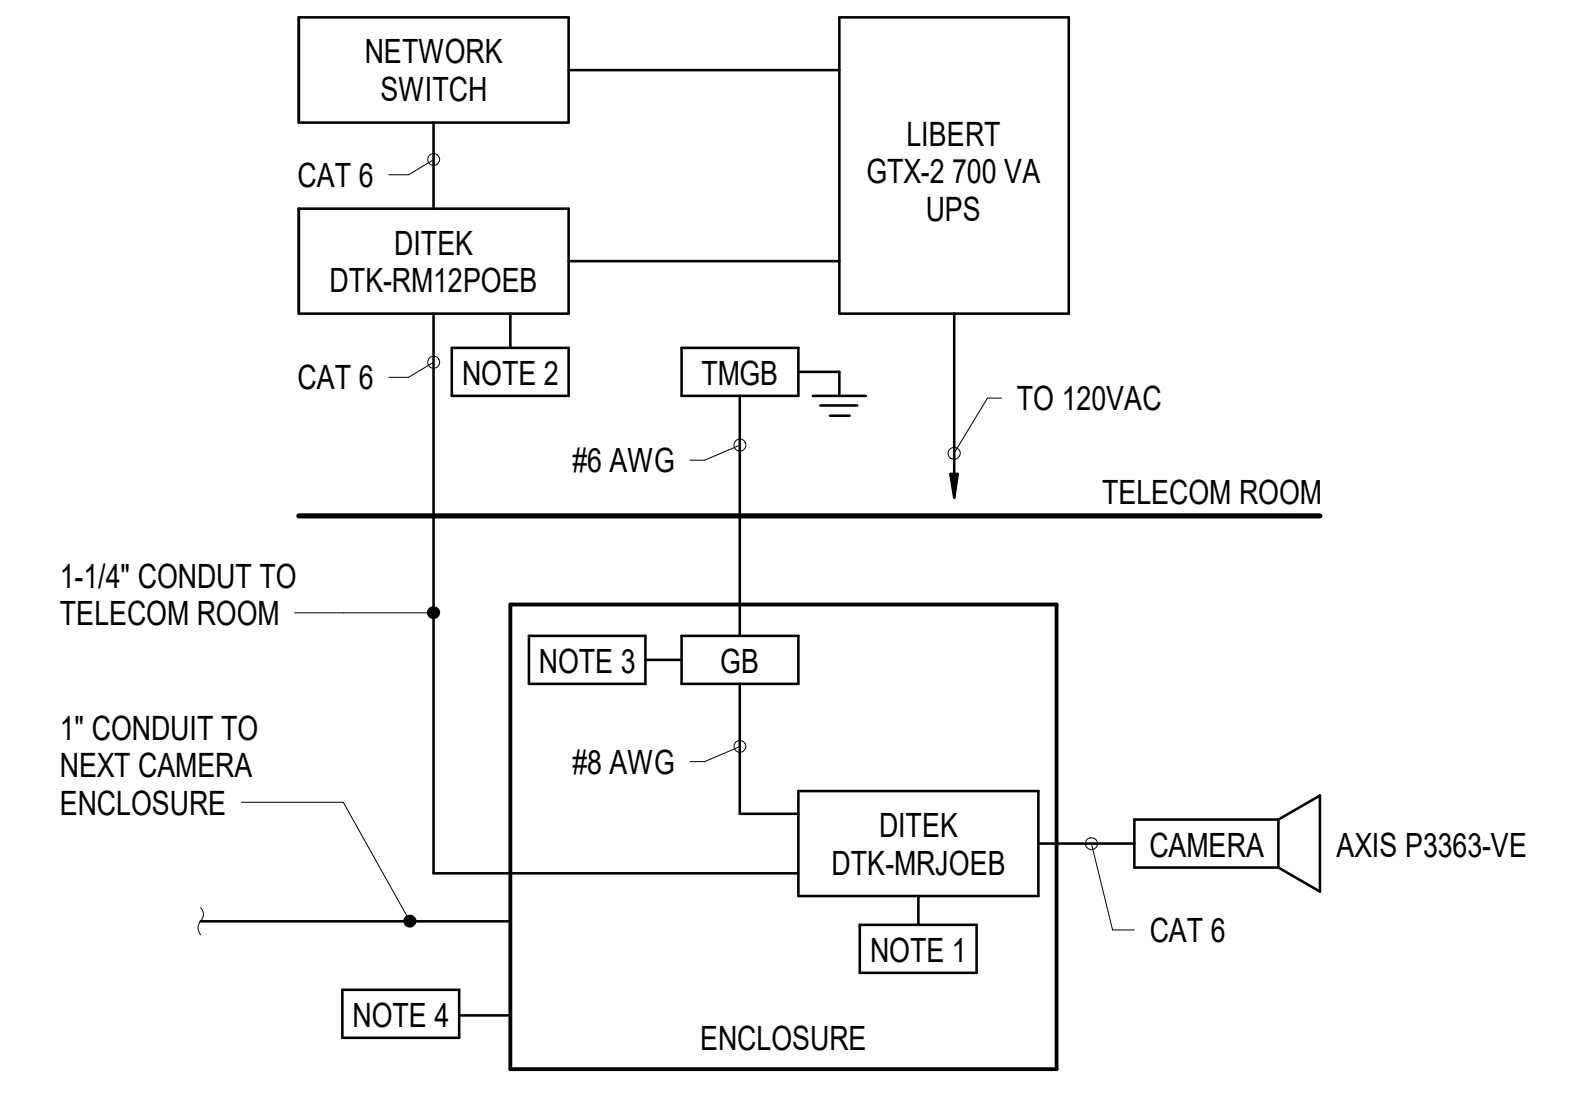 NETWORK
SWITCH
LIBERT
GTX-2 700 VA
UPS
CAT 6
DITEK
DTK-RM12POEB
CAT 6
NOTE 2
TMGB
TO 120VAC
#6 AWG
TELECOM ROOM
1-1/4" CONDUT TO
TELECOM ROOM
NOTE 3
GB
1" CONDUIT TO
NEXT CAMERA
ENCLOSURE
#8 AWG
DITEK
DTK-MRJOEB
CAMERA
AXIS P3363-VE
CAT 6
NOTE 1
NOTE 4
ENCLOSURE